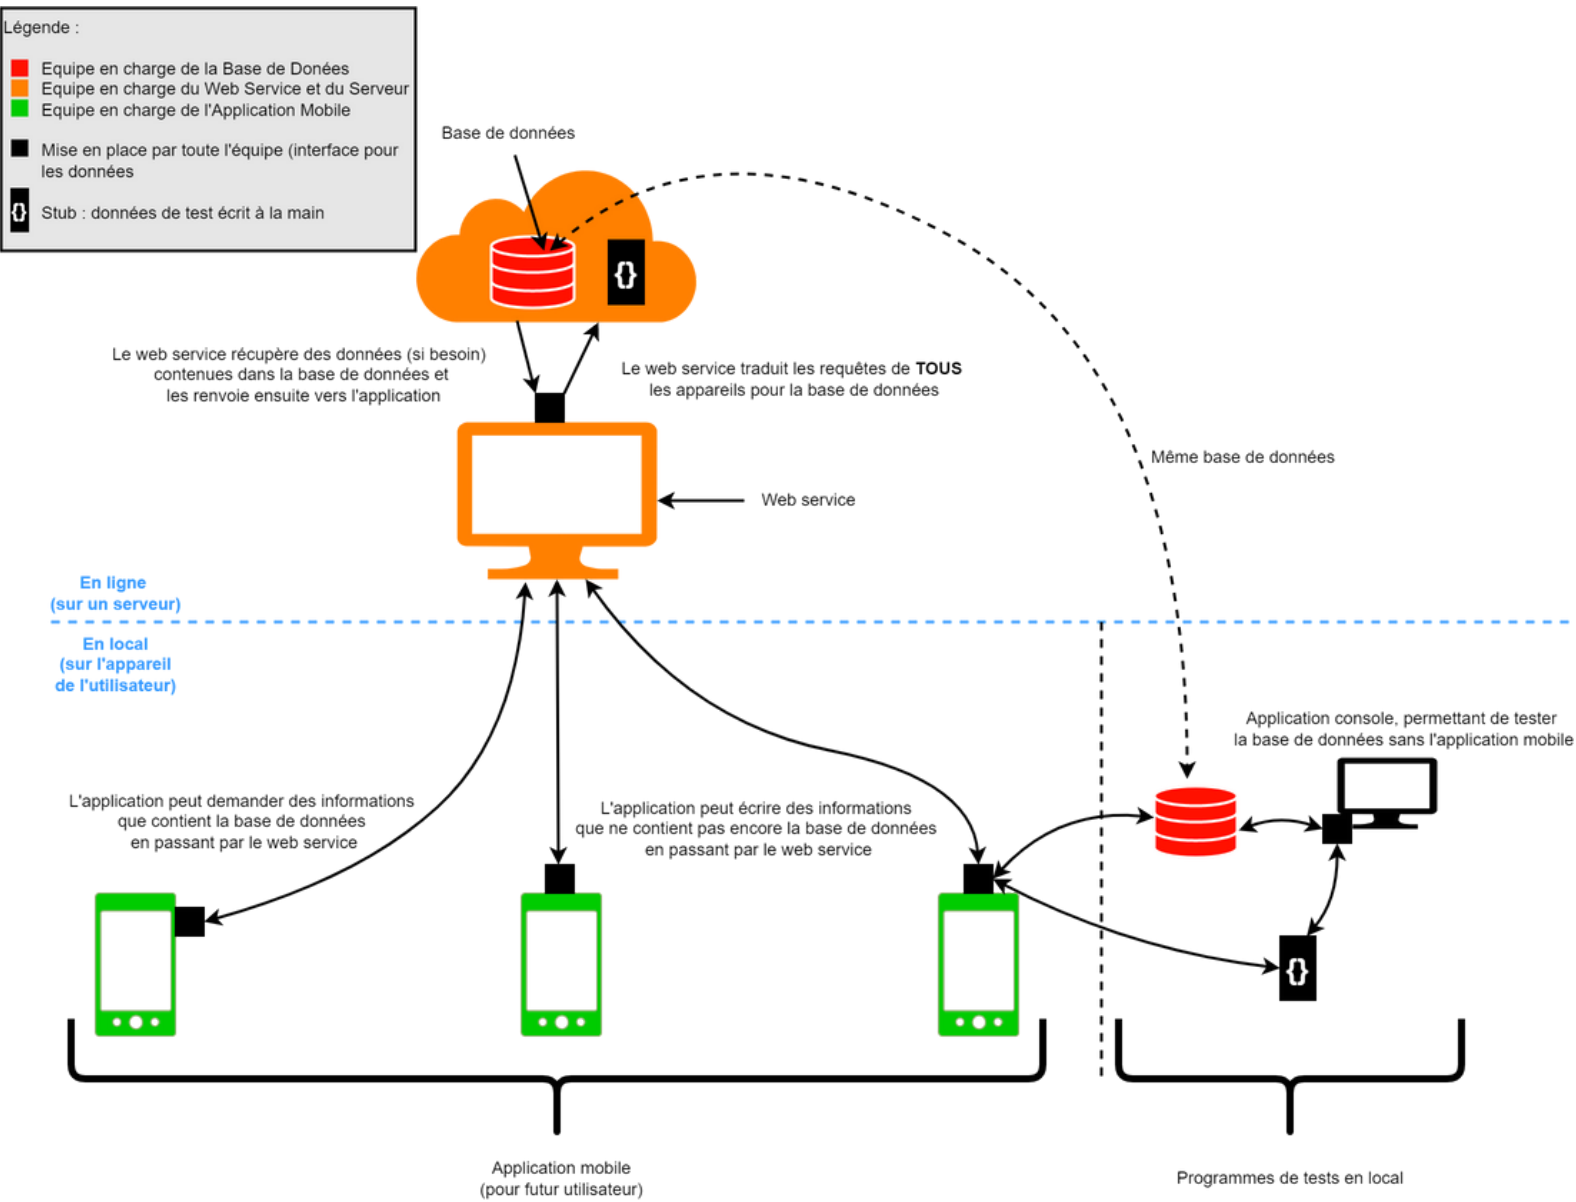 Légende :
Equipe en charge de la Base de Donées
Equipe en charge du Web Service et du Serveur
Equipe en charge de l'Application Mobile
Mise en place par toute l'équipe (interface pour
les données
{} Stub : données de test écrit à la main
Base de données
{}
Le web service récupère des données (si besoin)
contenues dans la base de données et
les renvoie ensuite vers l'application
Le web service traduit les requêtes de TOUS
les appareils pour la base de données
Même base de données
Web service
En ligne
(sur un serveur)
En local
(sur l'appareil
de l'utilisateur)
Application console, permettant de tester
la base de données sans l'application mobile
L'application peut demander des informations
que contient la base de données
en passant par le web service
L'application peut écrire des informations
que ne contient pas encore la base de données
en passant par le web service
{}
Application mobile
(pour futur utilisateur)
Programmes de tests en local